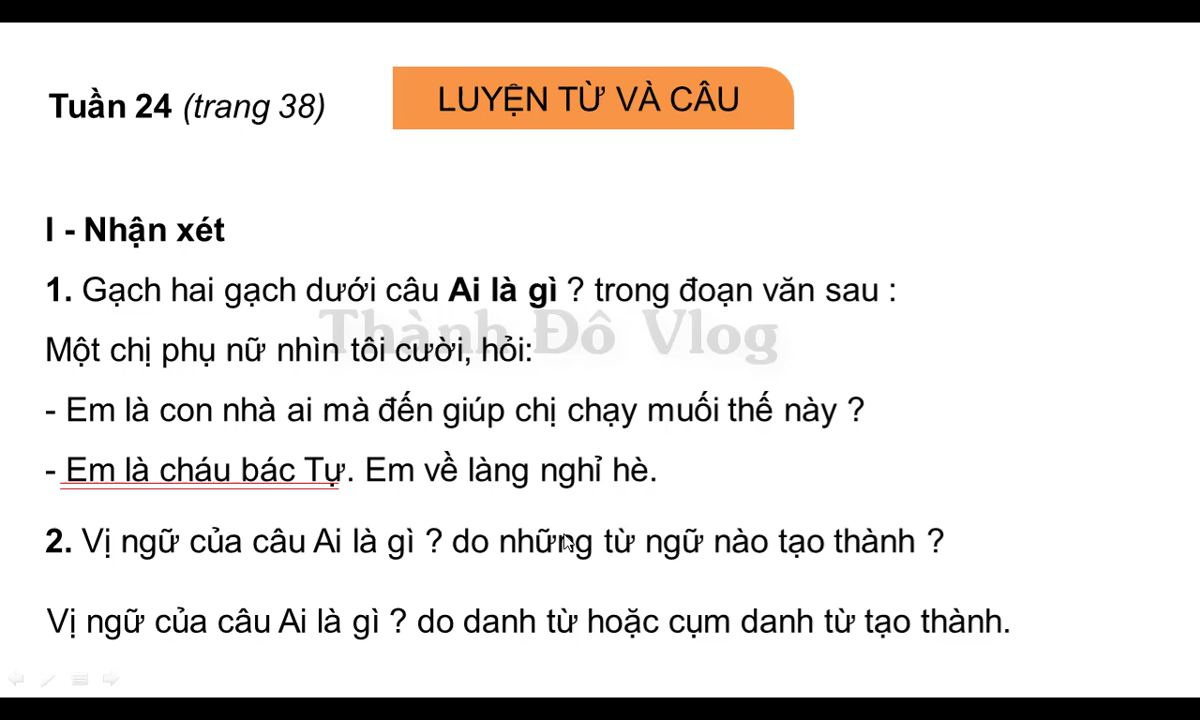 Tuần 24 (trang 38)
LUYỆN TỪ VÀ CÂU
I - Nhận xét
1. Gạch hai gạch dưới câu Ai là gì ? trong đoạn văn sau :
Thành Đô Vlog
Một chị phụ nữ nhìn tôi cười, hỏi:
- Em là con nhà ai mà đến giúp chị chạy muối thế này ?
- Em là cháu bác Tự. Em về làng nghỉ hè.
2. Vị ngữ của câu Ai là gì ? do những từ ngữ nào tạo thành ?
Vị ngữ của câu Ai là gì ? do danh từ hoặc cụm danh từ tạo thành.